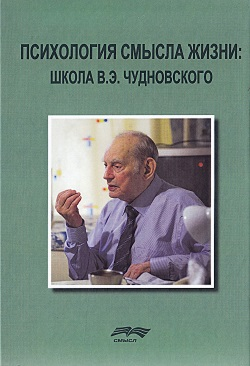 ПСИХОЛОГИЯ СМЫСЛА ЖИЗНИ:
ШКОЛА В.Э. ЧУДНОВСКОГО
СМЫСЛ